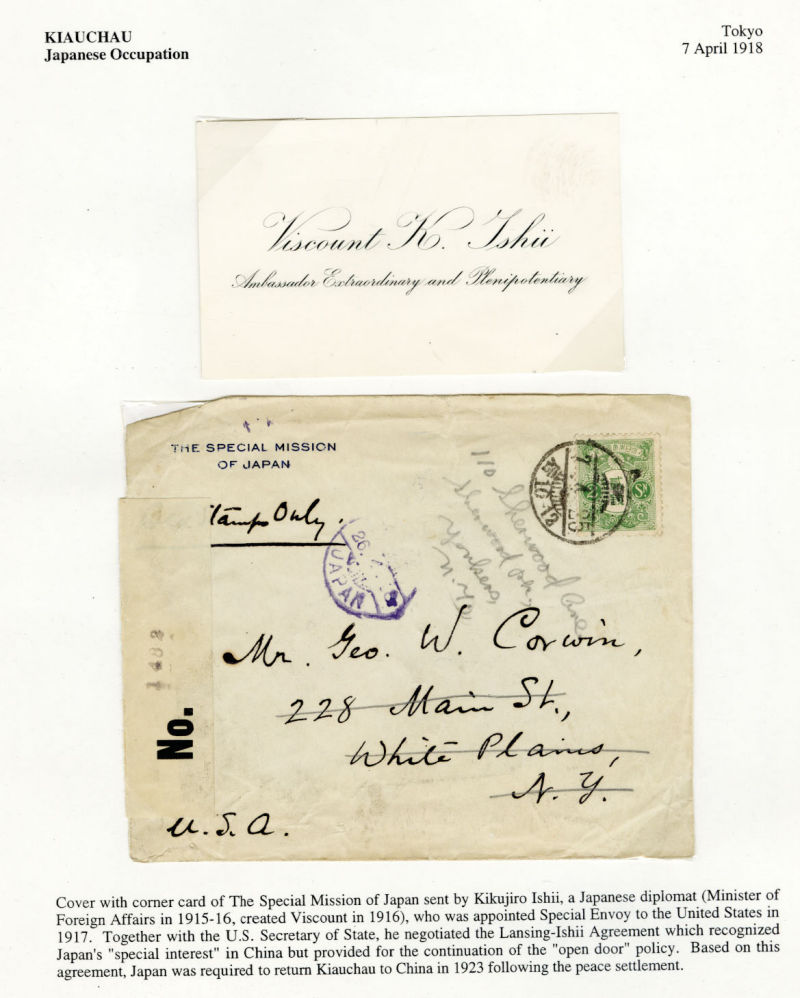 KIAUCHAU
Japanese Occupation
Tokyo
7 April 1918
Viscount K. Ishii
Ambassador Extraordinary and Plenipotentiary
THE SPECIAL MISSION
OF JAPAN
Stamps Only.
110 Sherwood Ave
Sherwood Pk,
Yonkers,
N.Y.
JAPAN
Mr. Geo. W. Corwin,
228 Main St.,
White Plains,
N. Y.
No.
U. S. A.
Cover with corner card of The Special Mission of Japan sent by Kikujiro Ishii, a Japanese diplomat (Minister of
Foreign Affairs in 1915-16, created Viscount in 1916), who was appointed Special Envoy to the United States in
1917. Together with the U.S. Secretary of State, he negotiated the Lansing-Ishii Agreement which recognized
Japan's "special interest" in China but provided for the continuation of the "open door" policy. Based on this
agreement, Japan was required to return Kiauchau to China in 1923 following the peace settlement.